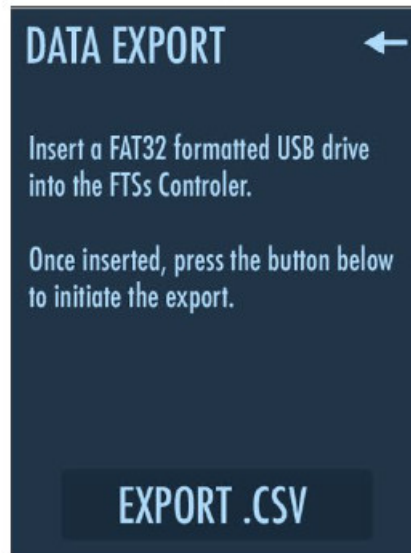 DATA EXPORT
Insert a FAT32 formatted USB drive
into the FTSs Controler.
Once inserted, press the button below
to initiate the export.
EXPORT .CSV